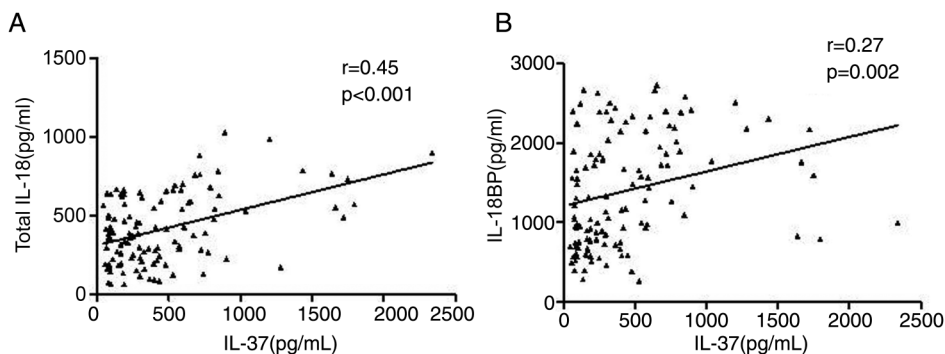 A
r=0.45
p<0.001
Total IL-18(pg/ml)
1500
1000
500
0
0 500 1000 1500 2000 2500
IL-37(pg/mL)
B
r=0.27
p=0.002
IL-18BP(pg/ml)
3000
2000
1000
0
0 500 1000 1500 2000 2500
IL-37(pg/mL)